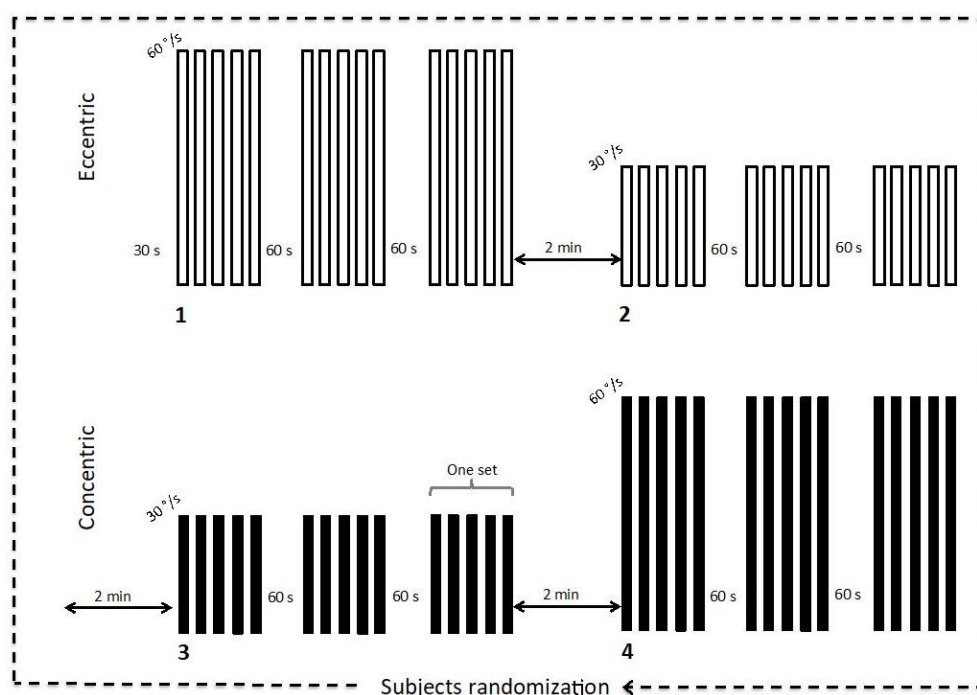 Eccentric
60 °/s
30 s
60 s
60 s
2 min
30 °/s
60 s
60 s
1
2
Concentric
2 min
30 °/s
60 s
60 s
One set
2 min
60 °/s
60 s
60 s
3
4
Subjects randomization